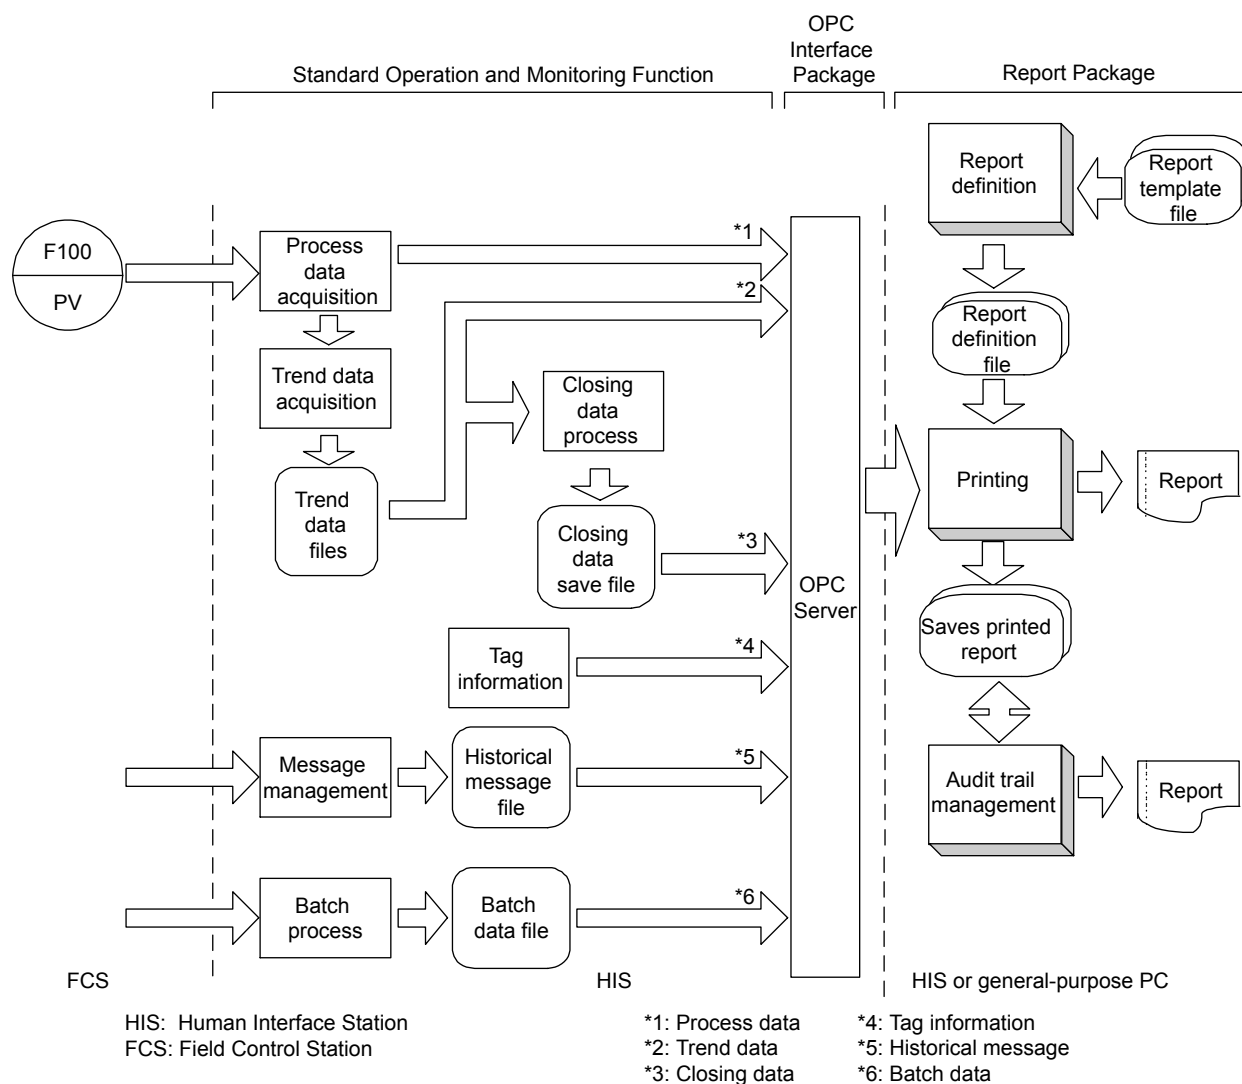 OPC
Interface
Package
Standard Operation and Monitoring Function
Report Package
Report
definition
Report
template
file
F100
PV
Process
data
acquisition
*1
*2
Report
definition
file
Trend data
acquisition
Closing
data
process
Trend
data
files
Printing
Report
Closing
data
save file
*3
OPC
Server
Saves printed
report
Tag
information
*4
Message
management
Historical
message
file
*5
Audit trail
management
Report
Batch
process
Batch
data file
*6
FCS
HIS
HIS or general-purpose PC
HIS: Human Interface Station
FCS: Field Control Station
*1: Process data
*2: Trend data
*3: Closing data
*4: Tag information
*5: Historical message
*6: Batch data